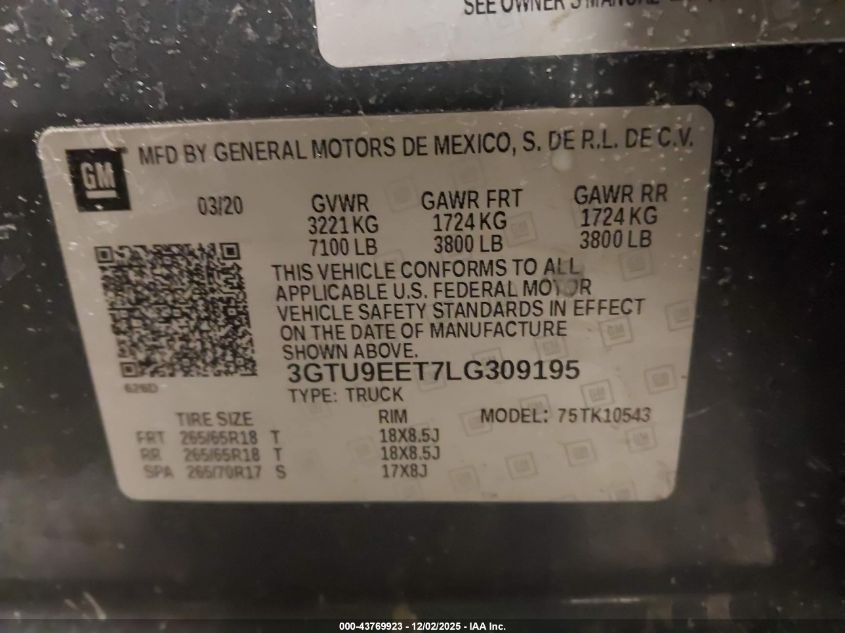 SEE OWNER'S MANUAL
GM
MFD BY GENERAL MOTORS DE MEXICO, S. DE R.L. DE C.V.
03/20 GVWR GAWR FRT GAWR RR
3221 KG 1724 KG 1724 KG
7100 LB 3800 LB 3800 LB
THIS VEHICLE CONFORMS TO ALL
APPLICABLE U.S. FEDERAL MOTOR
VEHICLE SAFETY STANDARDS IN EFFECT
ON THE DATE OF MANUFACTURE
SHOWN ABOVE.
3GTU9EET7LG309195
626D
TYPE: TRUCK
TIRE SIZE RIM MODEL: 75TK10543
FRT 265/65R18 T 18X8.5J
RR 265/65R18 T 18X8.5J
SPA 265/70R17 S 17X8J
000-43769923 - 12/02/2025 - IAA Inc.